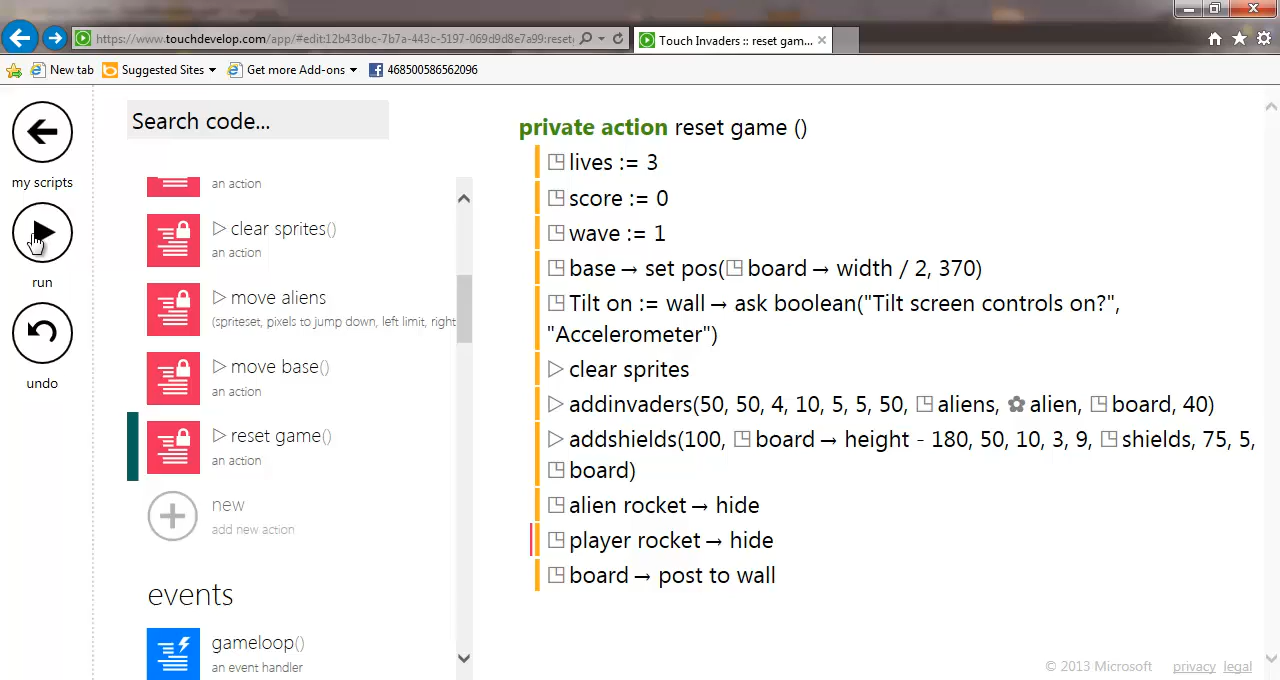 https://www.touchdevelop.com/app/#edit:12b43dbc-7b7a-443c-5197-069d9d8e7a99:reset
Touch Invaders :: reset gam...
New tab
Suggested Sites
Get more Add-ons
468500586562096
my scripts
run
undo
Search code...
an action
▷ clear sprites()
an action
▷ move aliens
(spriteset, pixels to jump down, left limit, right
▷ move base()
an action
▷ reset game()
an action
new
add new action
events
gameloop()
an event handler
private action reset game ()
lives := 3
score := 0
wave := 1
base → set pos(board → width / 2, 370)
Tilt on := wall → ask boolean("Tilt screen controls on?",
"Accelerometer")
▷ clear sprites
▷ addinvaders(50, 50, 4, 10, 5, 5, 50, aliens, alien, board, 40)
▷ addshields(100, board → height - 180, 50, 10, 3, 9, shields, 75, 5,
board)
alien rocket → hide
player rocket → hide
board → post to wall
© 2013 Microsoft privacy legal